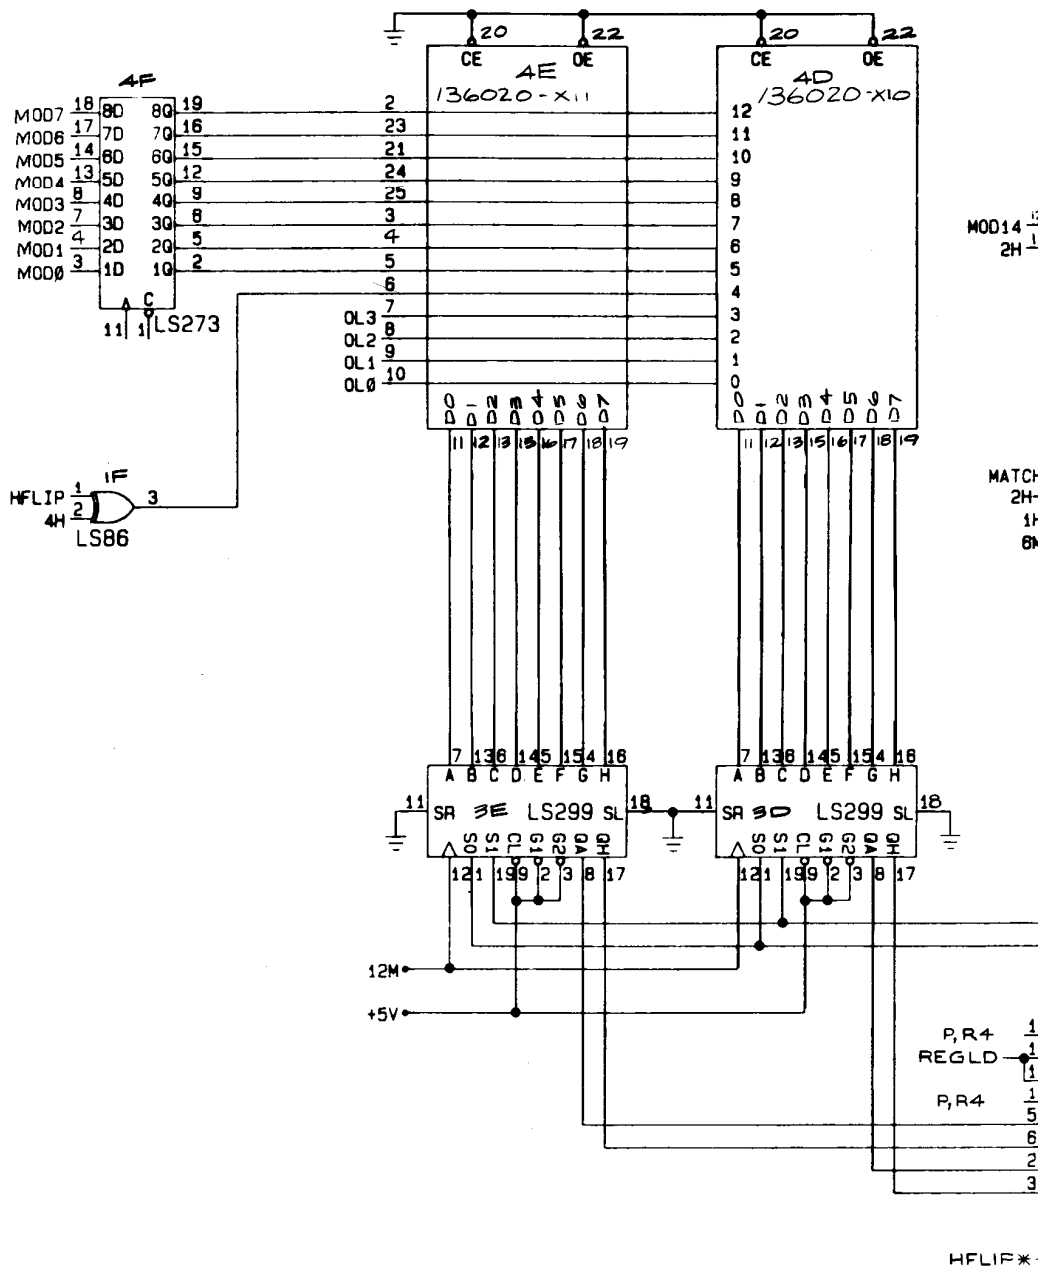 20 22 20 22
CE OE CE OE
4F 4E 4D
136020-X11 136020-X10
MOD7 18 8D 8Q 19 2 12
MOD6 17 7D 7Q 16 23 11
MOD5 14 6D 6Q 15 21 10
MOD4 13 5D 5Q 12 24 9
MOD3 8 4D 4Q 9 25 8
MOD2 7 3D 3Q 6 3 7
MOD1 4 2D 2Q 5 4 6
MODØ 3 1D 1Q 2 5 5
6 4
C
11 1 LS273
OL3 7 3
OL2 8 2
OL1 9 1
OLØ 10 0
D0 D1 D2 D3 D4 D5 D6 D7 D0 D1 D2 D3 D4 D5 D6 D7
11 12 13 15 16 17 18 19 11 12 13 15 16 17 18 19
MOD14
2H
1F
HFLIP 1 3
4H 2
LS86
MATCH
2H
1H
6M
7 13 6 14 5 15 4 16 7 13 6 14 5 15 4 16
A B C D E F G H A B C D E F G H
11 SR 3E LS299 SL 18 11 SR 3D LS299 SL 18
S0 S1 CL G1 G2 QA QH S0 S1 CL G1 G2 QA QH
12 1 19 9 2 3 8 17 12 1 19 9 2 3 8 17
12M
+5V
P,R4 1
REGLD 1
1
P,R4 1
5
6
2
3
HFLIP*